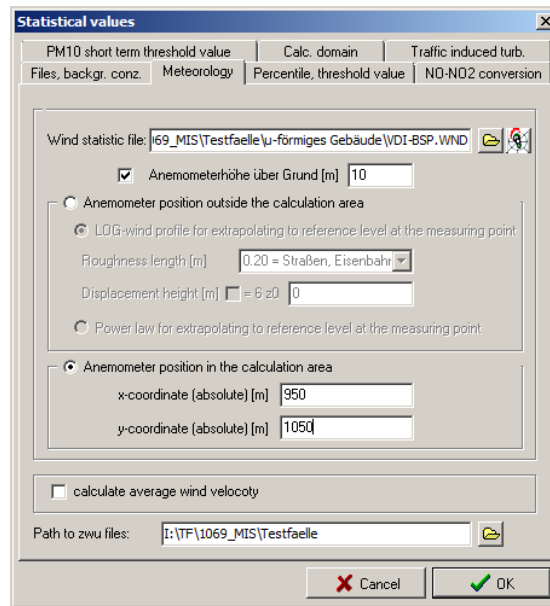 Statistical values
PM10 short term threshold value Calc. domain Traffic induced turb.
Files, backgr. conz. Meteorology Percentile, threshold value NO-NO2 conversion
Wind statistic file: 069_MIS\Testfaelle\u-förmiges Gebäude\VDI-BSP.WND
Anemometerhöhe über Grund [m] 10
Anemometer position outside the calculation area
LOG-wind profile for extrapolating to reference level at the measuring point
Roughness length [m] 0.20 = Straßen, Eisenbahr
Displacement height [m] = 6 z0 0
Power law for extrapolating to reference level at the measuring point
Anemometer position in the calculation area
x-coordinate (absolute) [m] 950
y-coordinate (absolute) [m] 1050
calculate average wind velocoty
Path to zwu files: I:\TF\1069_MIS\Testfaelle
Cancel OK